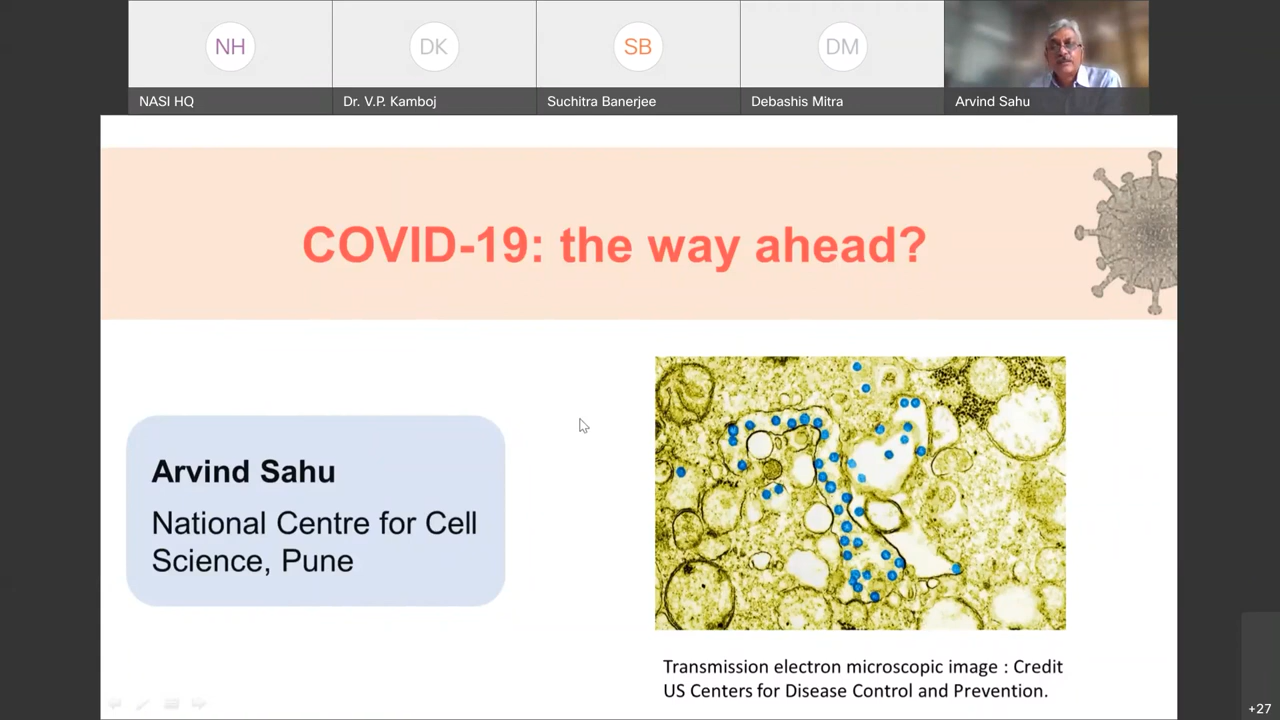 NH
DK
SB
DM
NASI HQ
Dr. V.P. Kamboj
Suchitra Banerjee
Debashis Mitra
Arvind Sahu
COVID-19: the way ahead?
Arvind Sahu
National Centre for Cell
Science, Pune
Transmission electron microscopic image : Credit
US Centers for Disease Control and Prevention.
+27